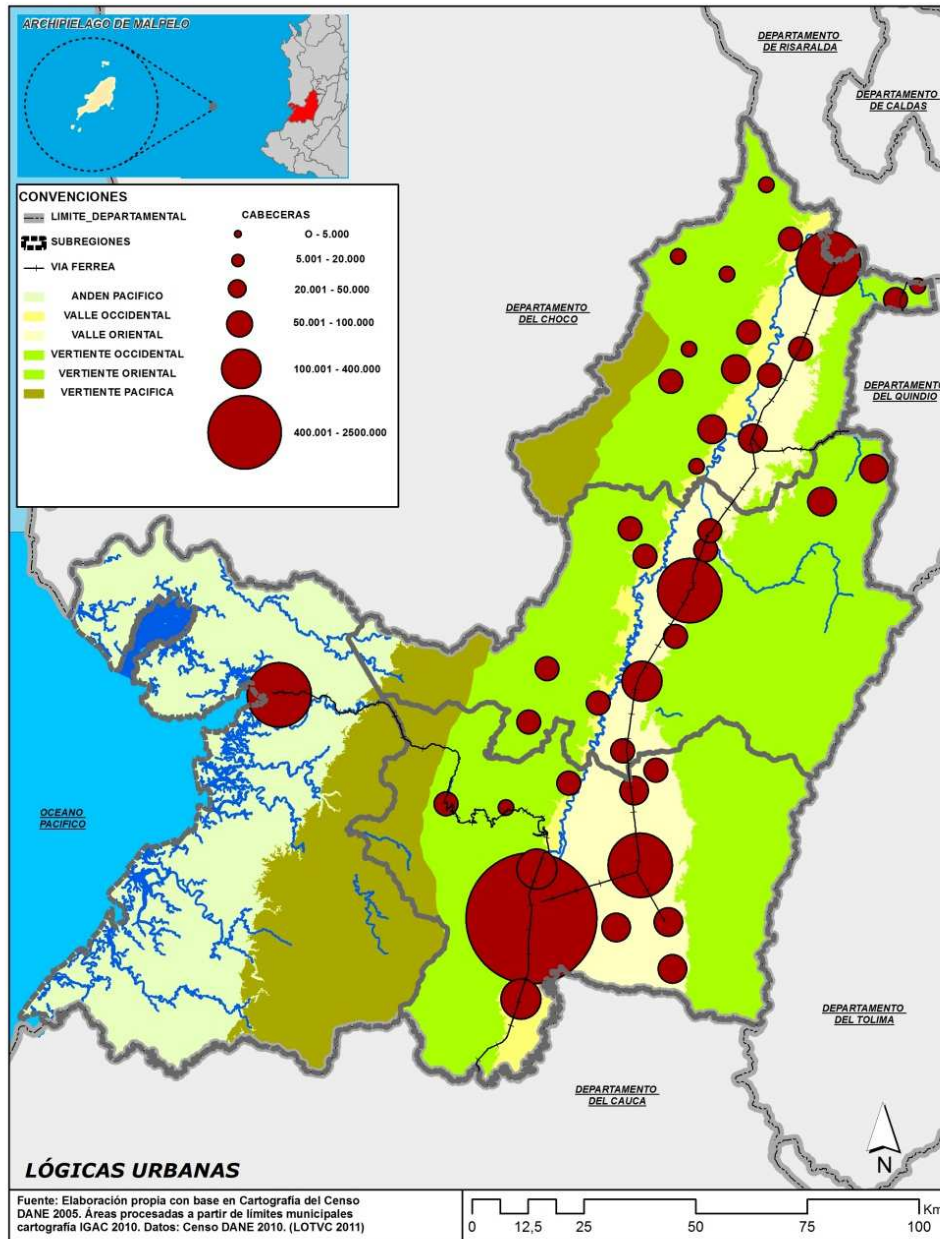 ARCHIPIELAGO DE MALPELO
DEPARTAMENTO
DE RISARALDA
DEPARTAMENTO
DE CALDAS
CONVENCIONES
LIMITE_DEPARTAMENTAL
SUBREGIONES
VIA FERREA
ANDEN PACIFICO
VALLE OCCIDENTAL
VALLE ORIENTAL
VERTIENTE OCCIDENTAL
VERTIENTE ORIENTAL
VERTIENTE PACIFICA
CABECERAS
O - 5.000
5.001 - 20.000
20.001 - 50.000
50.001 - 100.000
100.001 - 400.000
400.001 - 2500.000
DEPARTAMENTO
DEL CHOCO
DEPARTAMENTO
DEL QUINDIO
OCEANO
PACIFICO
DEPARTAMENTO
DEL TOLIMA
DEPARTAMENTO
DEL CAUCA
N
LÓGICAS URBANAS
Fuente: Elaboración propia con base en Cartografía del Censo
DANE 2005. Áreas procesadas a partir de límites municipales
cartografía IGAC 2010. Datos: Censo DANE 2010. (LOTVC 2011)
Km
0 12,5 25 50 75 100